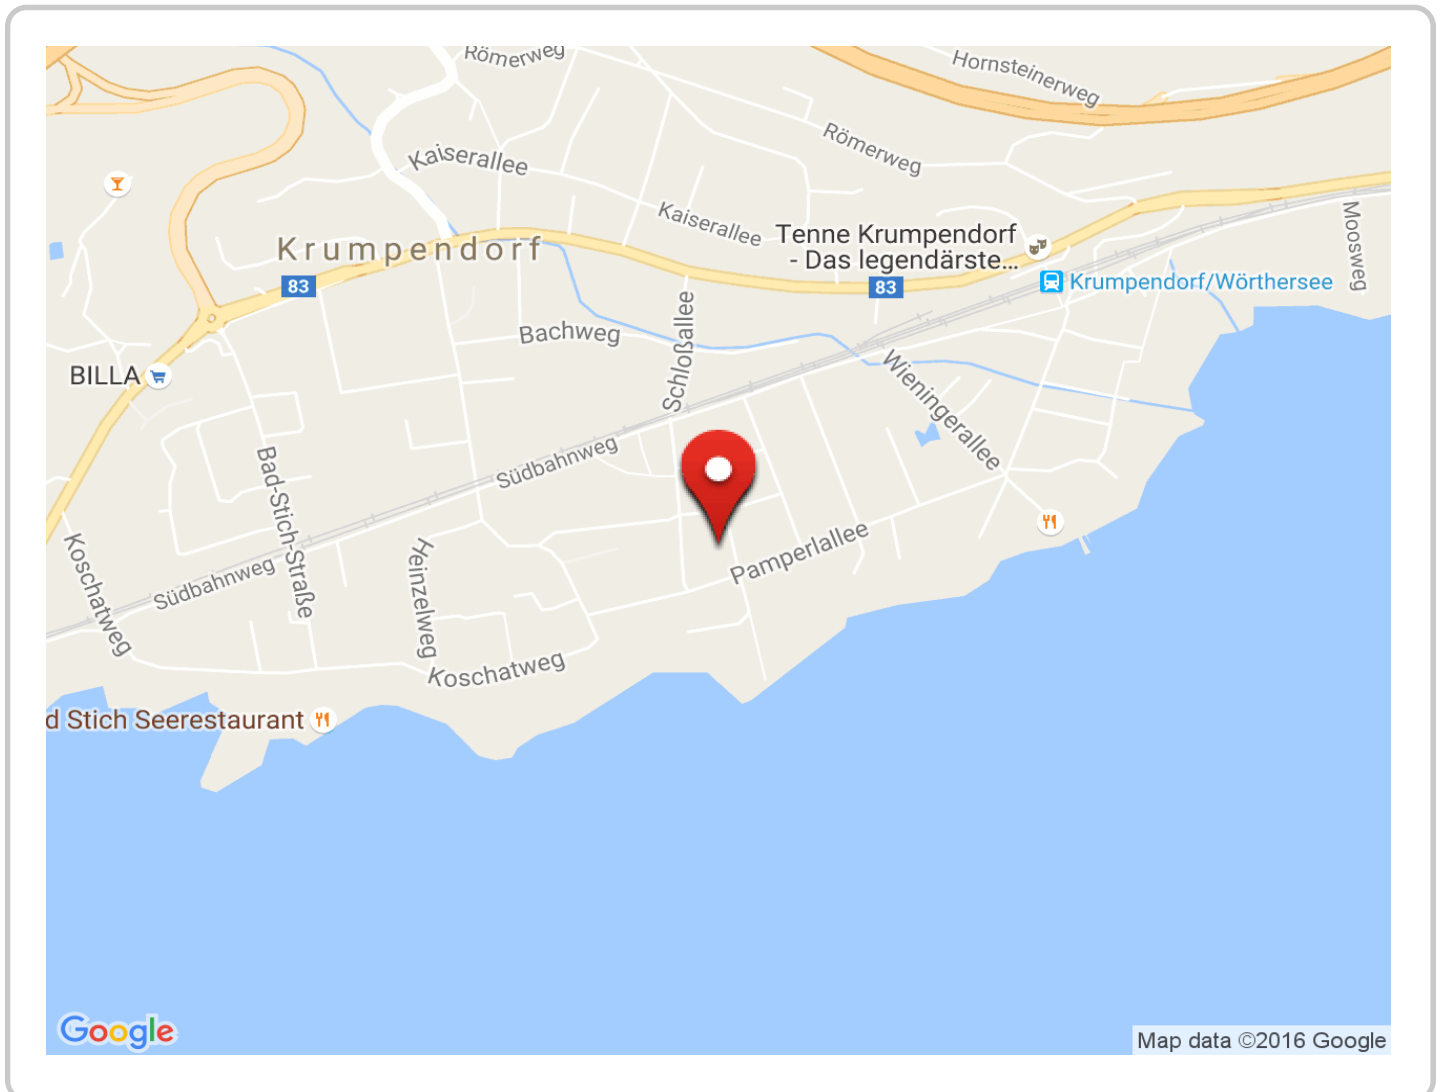 Römerweg
Hornsteinerweg
Römerweg
Kaiserallee
Kaiserallee
Moosweg
Tenne Krumpendorf
- Das legendärste...
Krumpendorf
83
83
Krumpendorf/Wörthersee
Schloßallee
Bachweg
BILLA
Wieningerallee
Südbahnweg
Bad-Stich-Straße
Koschatweg
Heinzelweg
Pamperlallee
Südbahnweg
Koschatweg
d Stich Seerestaurant
Google
Map data ©2016 Google